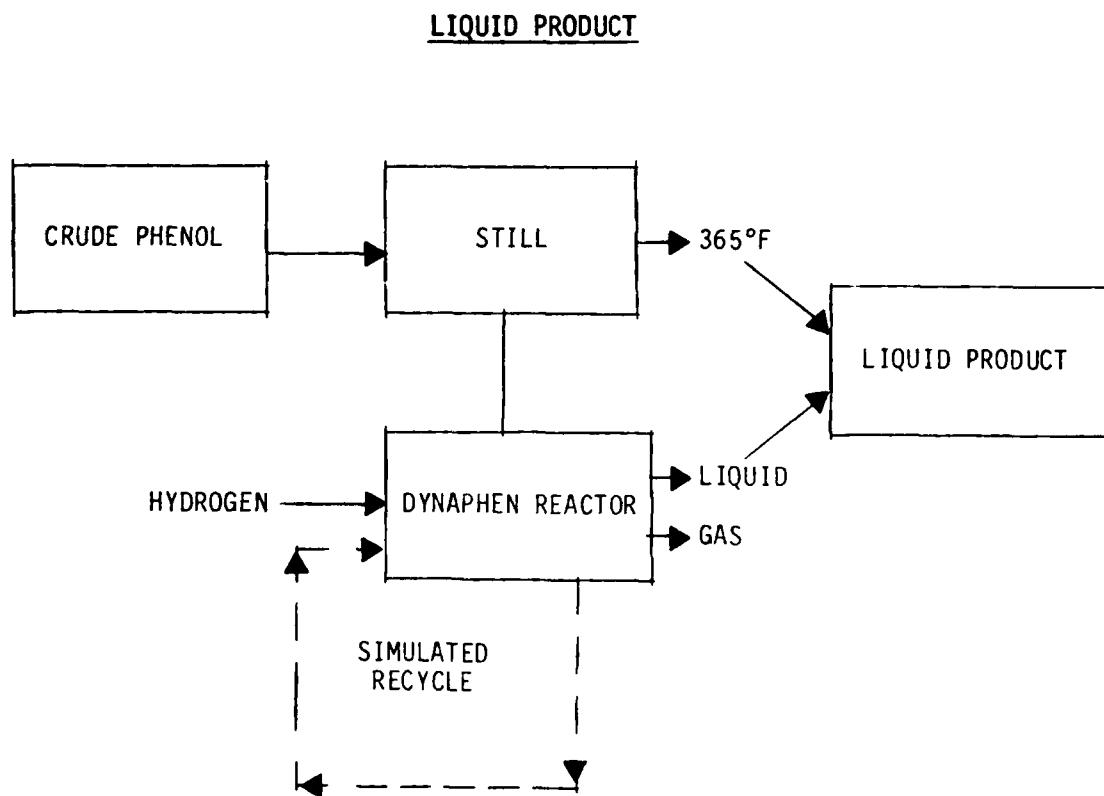 LIQUID PRODUCT
CRUDE PHENOL
STILL
365°F
LIQUID PRODUCT
HYDROGEN
DYNAPHEN REACTOR
LIQUID
GAS
SIMULATED
RECYCLE